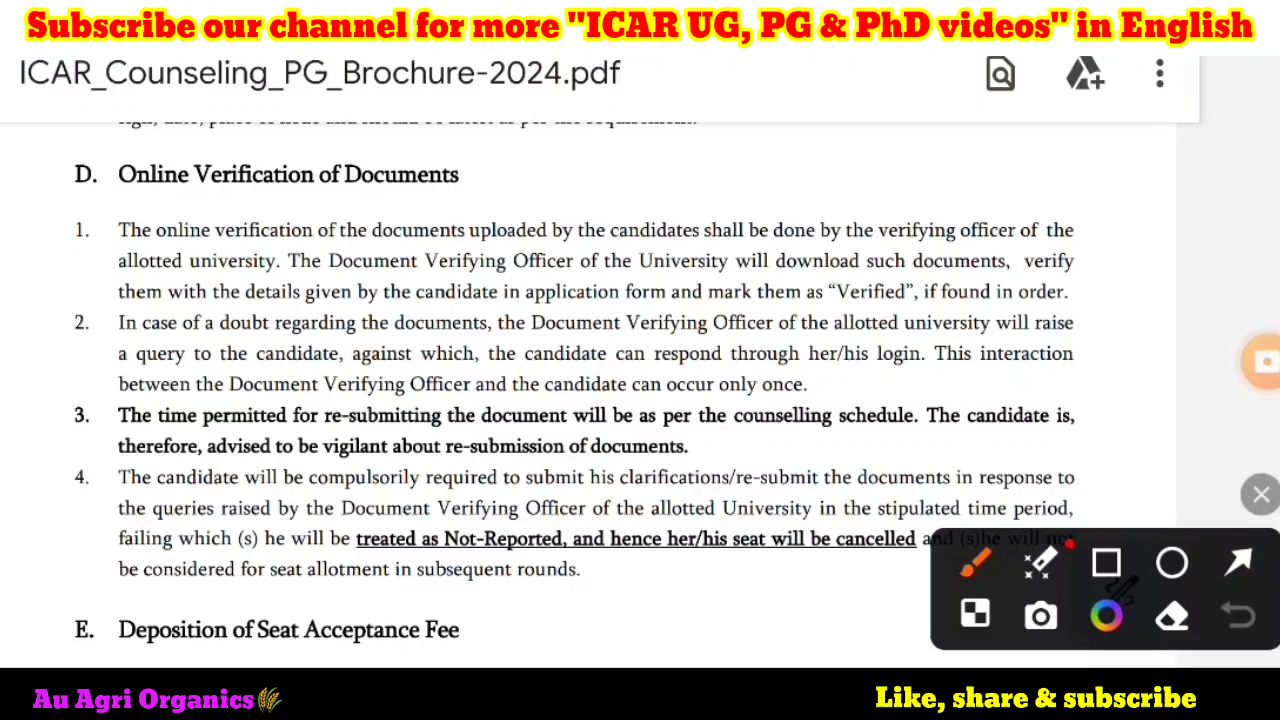 Subscribe our channel for more "ICAR UG, PG & PhD videos" in English
ICAR_Counseling_PG_Brochure-2024.pdf
D. Online Verification of Documents
1. The online verification of the documents uploaded by the candidates shall be done by the verifying officer of the
allotted university. The Document Verifying Officer of the University will download such documents, verify
them with the details given by the candidate in application form and mark them as “Verified”, if found in order.
2. In case of a doubt regarding the documents, the Document Verifying Officer of the allotted university will raise
a query to the candidate, against which, the candidate can respond through her/his login. This interaction
between the Document Verifying Officer and the candidate can occur only once.
3. The time permitted for re-submitting the document will be as per the counselling schedule. The candidate is,
therefore, advised to be vigilant about re-submission of documents.
4. The candidate will be compulsorily required to submit his clarifications/re-submit the documents in response to
the queries raised by the Document Verifying Officer of the allotted University in the stipulated time period,
failing which (s) he will be treated as Not-Reported, and hence her/his seat will be cancelled and (s)he will not
be considered for seat allotment in subsequent rounds.
E. Deposition of Seat Acceptance Fee
Au Agri Organics
Like, share & subscribe